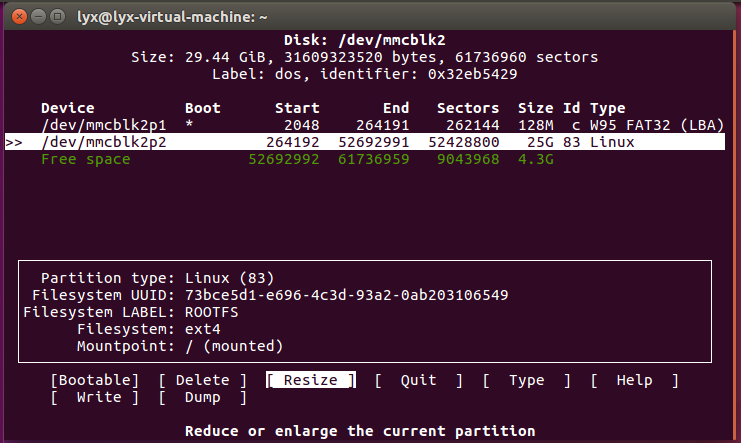 lyx@lyx-virtual-machine: ~
Disk: /dev/mmcblk2
Size: 29.44 GiB, 31609323520 bytes, 61736960 sectors
Label: dos, identifier: 0x32eb5429
Device Boot Start End Sectors Size Id Type
/dev/mmcblk2p1 * 2048 264191 262144 128M c W95 FAT32 (LBA)
>> /dev/mmcblk2p2 264192 52692991 52428800 25G 83 Linux
Free space 52692992 61736959 9043968 4.3G
Partition type: Linux (83)
Filesystem UUID: 73bce5d1-e696-4c3d-93a2-0ab203106549
Filesystem LABEL: ROOTFS
Filesystem: ext4
Mountpoint: / (mounted)
[Bootable] [ Delete ] [ Resize ] [ Quit ] [ Type ] [ Help ]
[ Write ] [ Dump ]
Reduce or enlarge the current partition